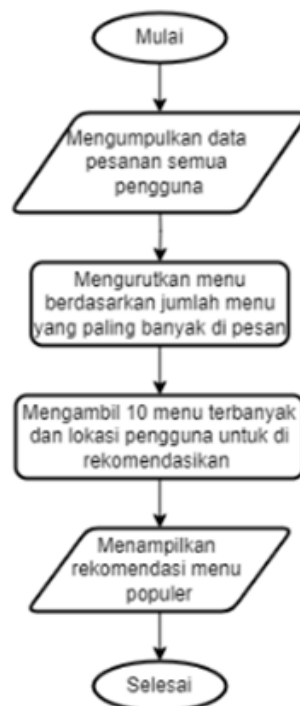 Mulai
Mengumpulkan data
pesanan semua
pengguna
Mengurutkan menu
berdasarkan jumlah menu
yang paling banyak di pesan
Mengambil 10 menu terbanyak
dan lokasi pengguna untuk di
rekomendasikan
Menampilkan
rekomendasi menu
populer
Selesai